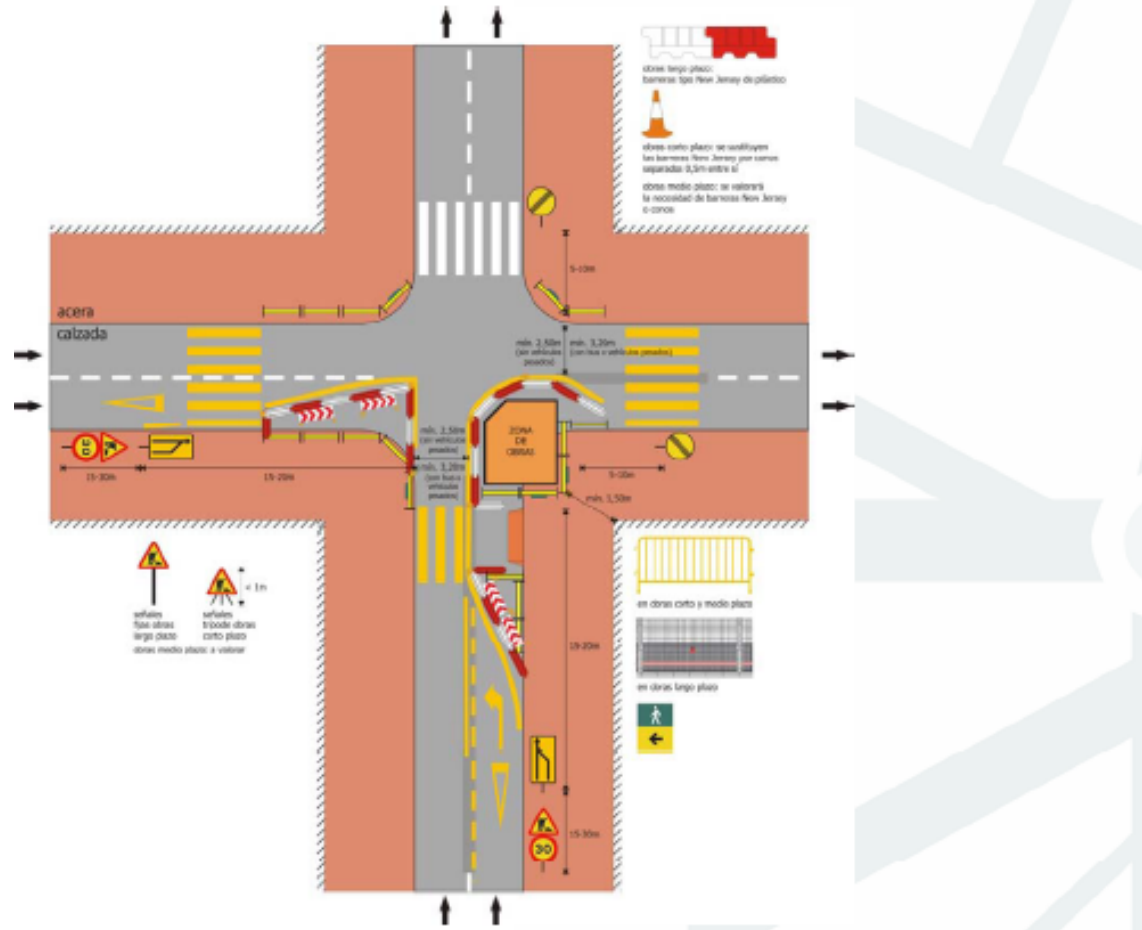 obras largo plazo:
barreras tipo New Jersey de plástico
obras corto plazo: se sustituyen
las barreras New Jersey por conos
separados 0,5m entre sí
obras medio plazo: se valorará
la necesidad de barreras New Jersey
o conos
5-10m
acera
calzada
mín. 2,50m
(sin vehículos
pesados)
mín. 3,20m
(con bus o vehículos pesados)
mín. 2,50m
(sin vehículos
pesados)
mín. 3,20m
(con bus o
vehículos
pesados)
ZONA
DE
OBRAS
30
15-30m
15-20m
5-10m
mín. 1,50m
< 1m
señales
fijas obras
largo plazo
señales
trípode obras
corto plazo
obras medio plazo: a valorar
en obras corto y medio plazo
en obras largo plazo
15-20m
15-30m
30